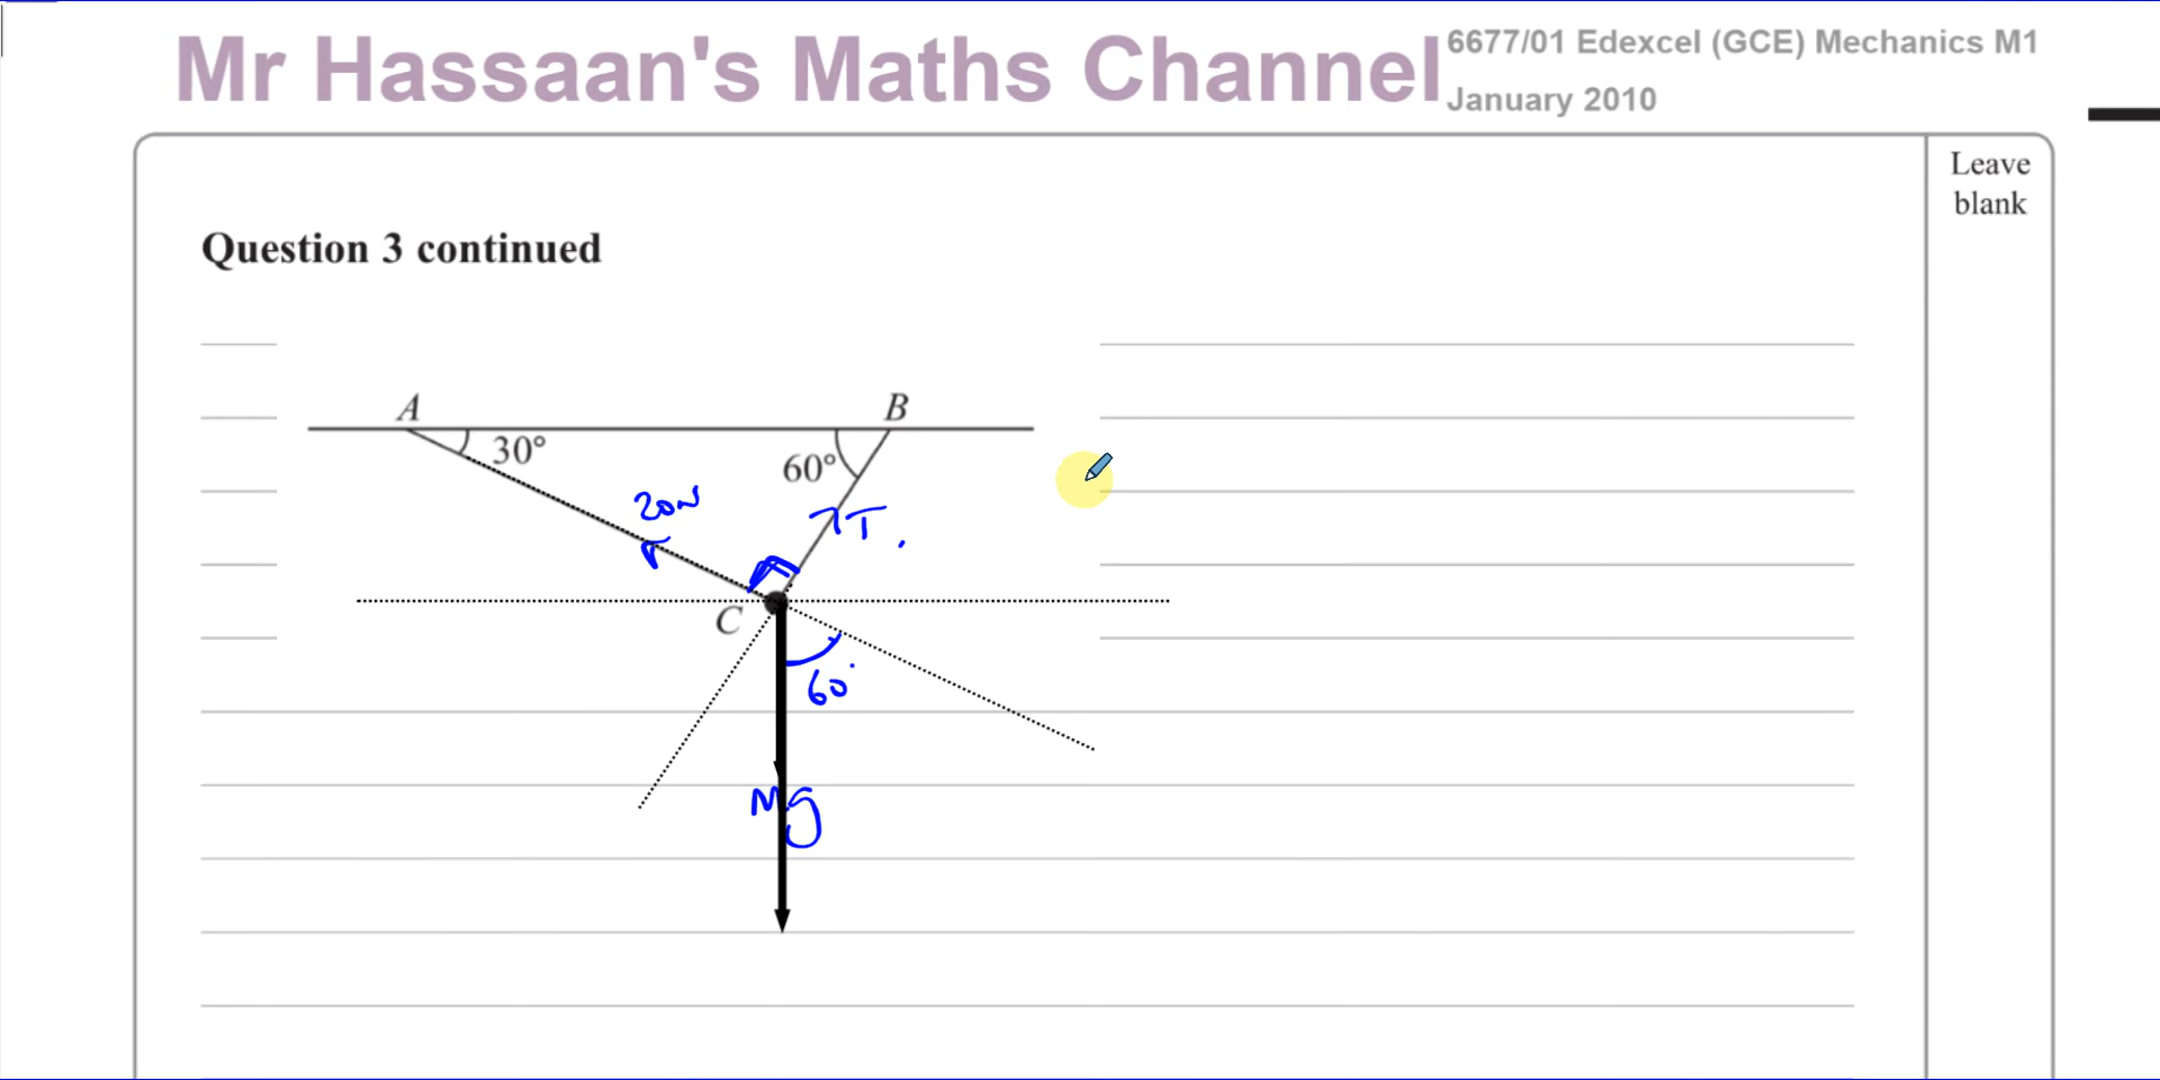 Mr Hassaan's Maths Channel
6677/01 Edexcel (GCE) Mechanics M1
January 2010
Leave
blank
Question 3 continued
A
B
30°
60°
20N
T
C
60°
Mg